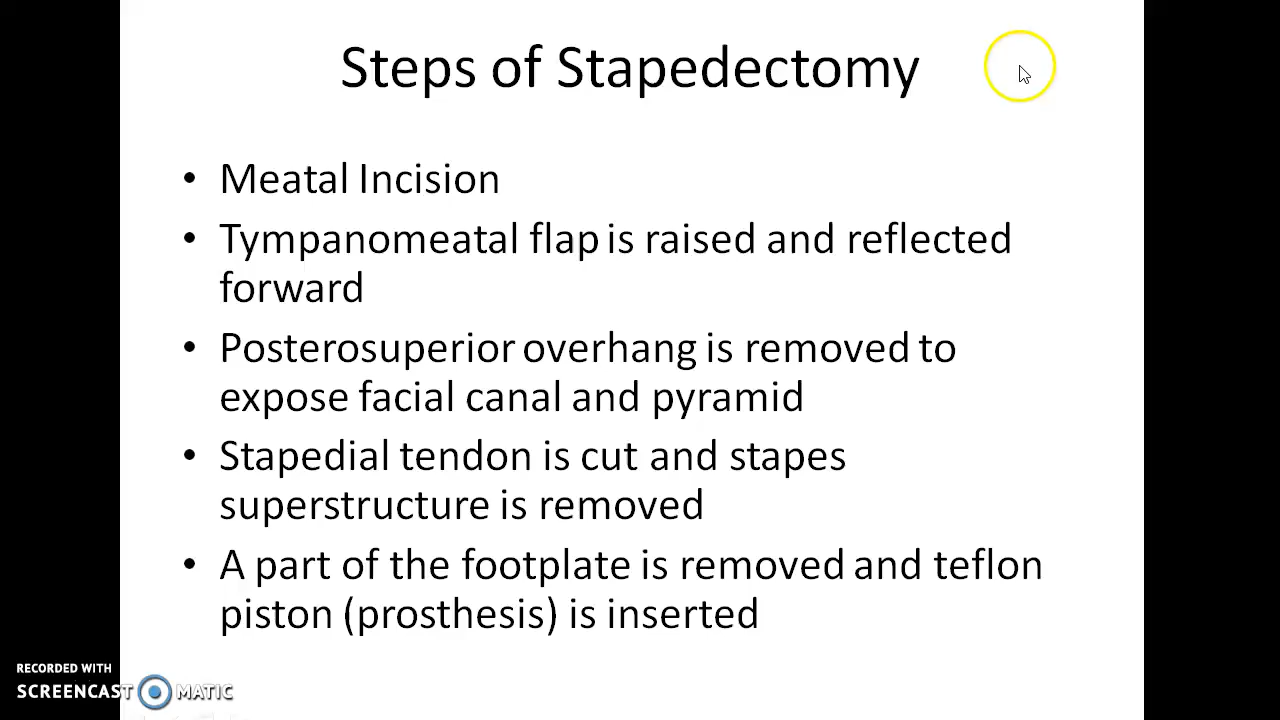 Steps of Stapedectomy
• Meatal Incision
• Tympanomeatal flap is raised and reflected
forward
• Posterosuperior overhang is removed to
expose facial canal and pyramid
• Stapedial tendon is cut and stapes
superstructure is removed
• A part of the footplate is removed and teflon
piston (prosthesis) is inserted
RECORDED WITH
SCREENCAST MATIC